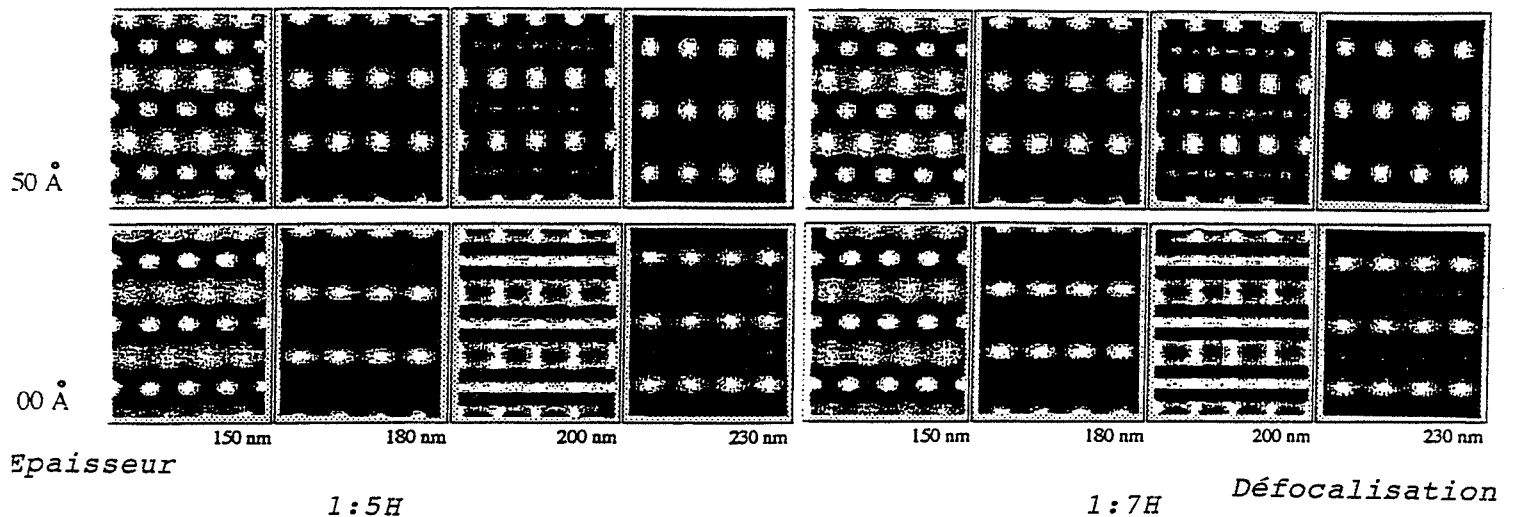 50 Å
00 Å
150 nm 180 nm 200 nm 230 nm 150 nm 180 nm 200 nm 230 nm
Epaisseur
Défocalisation
1:5H 1:7H